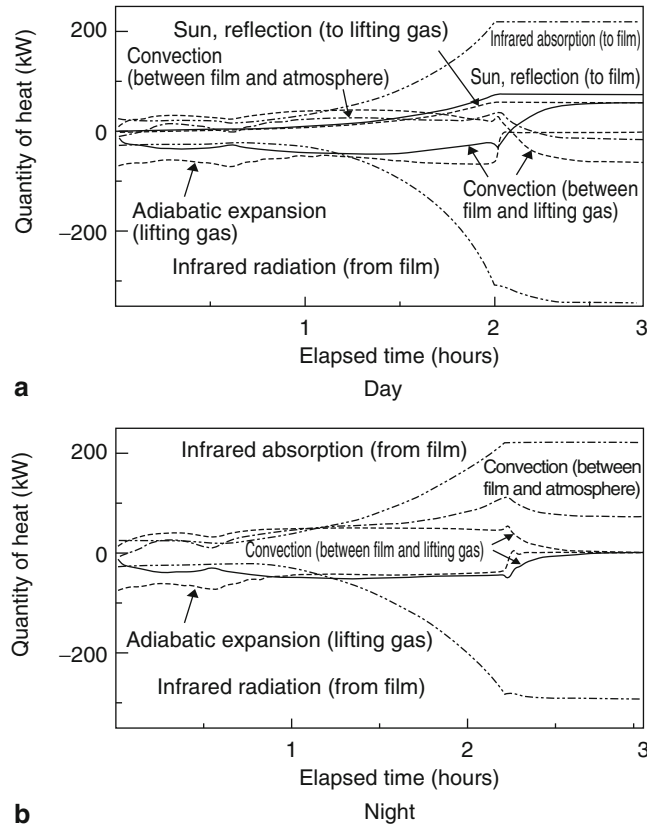 Quantity of heat (kW)
200
0
−200
Sun, reflection (to lifting gas)
Convection
(between film and atmosphere)
Infrared absorption (to film)
Sun, reflection (to film)
Adiabatic expansion
(lifting gas)
Convection (between
film and lifting gas)
Infrared radiation (from film)
1
2
3
Elapsed time (hours)
a
Day
Quantity of heat (kW)
200
0
−200
Infrared absorption (from film)
Convection (between
film and atmosphere)
Convection (between film and lifting gas)
Adiabatic expansion (lifting gas)
Infrared radiation (from film)
1
2
3
Elapsed time (hours)
b
Night